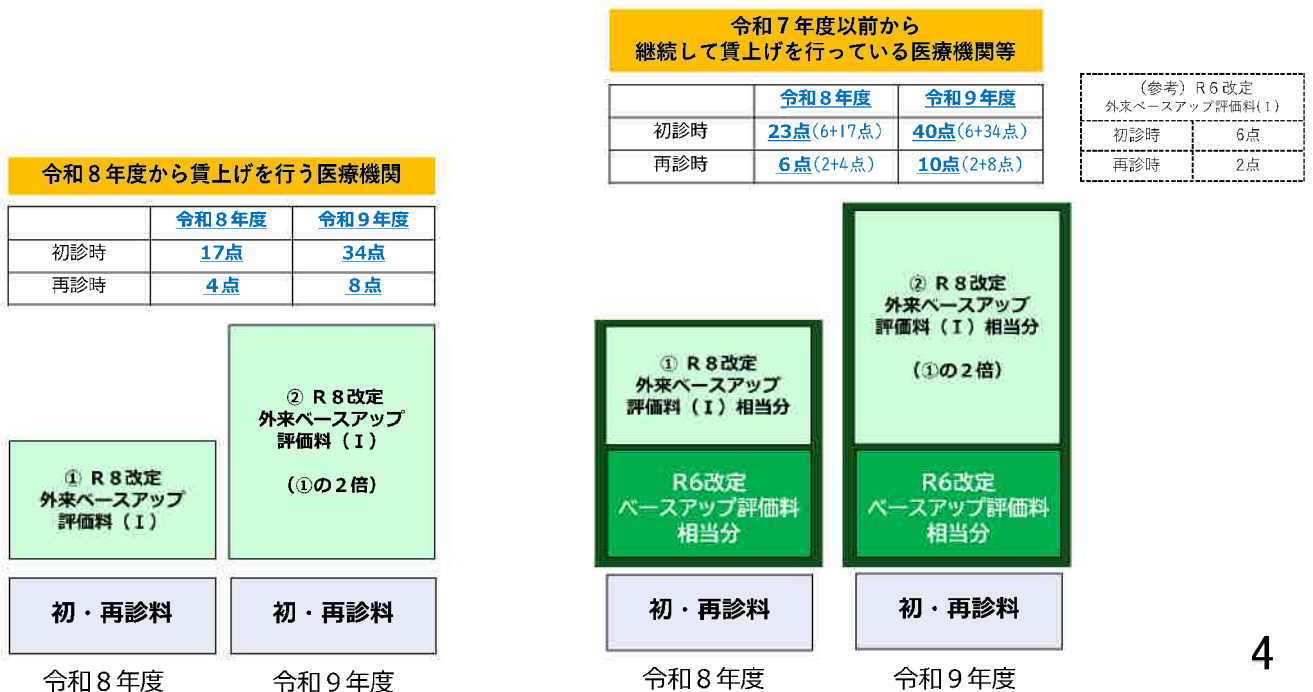 令和８年度から賃上げを行う医療機関
令和８年度 令和９年度
初診時 17点 34点
再診時 ４点 ８点
① Ｒ８改定
外来ベースアップ
評価料（Ⅰ）
② Ｒ８改定
外来ベースアップ
評価料（Ⅰ）
（①の２倍）
初・再診料
初・再診料
令和８年度
令和９年度
令和７年度以前から
継続して賃上げを行っている医療機関等
令和８年度 令和９年度
初診時 23点(6+17点) 40点(6+34点)
再診時 ６点(2+4点) 10点(2+8点)
（参考）Ｒ６改定
外来ベースアップ評価料(Ⅰ)
初診時 6点
再診時 2点
① Ｒ８改定
外来ベースアップ
評価料（Ⅰ）相当分
R6改定
ベースアップ評価料
相当分
② Ｒ８改定
外来ベースアップ
評価料（Ⅰ）相当分
（①の２倍）
R6改定
ベースアップ評価料
相当分
初・再診料
初・再診料
令和８年度
令和９年度
4